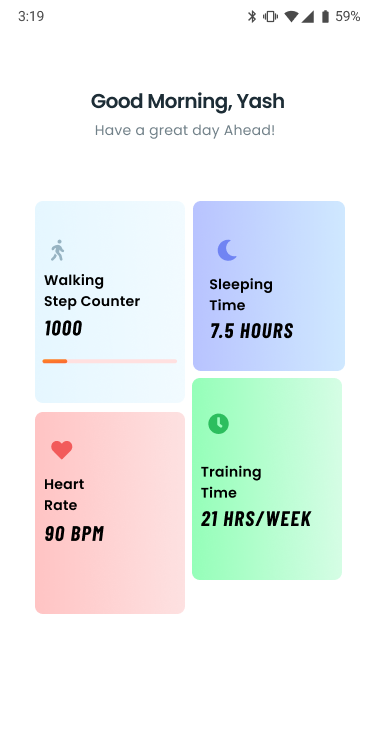 3:19
59%
Good Morning, Yash
Have a great day Ahead!
Walking
Step Counter
1000
Sleeping
Time
7.5 HOURS
Heart
Rate
90 BPM
Training
Time
21 HRS/WEEK